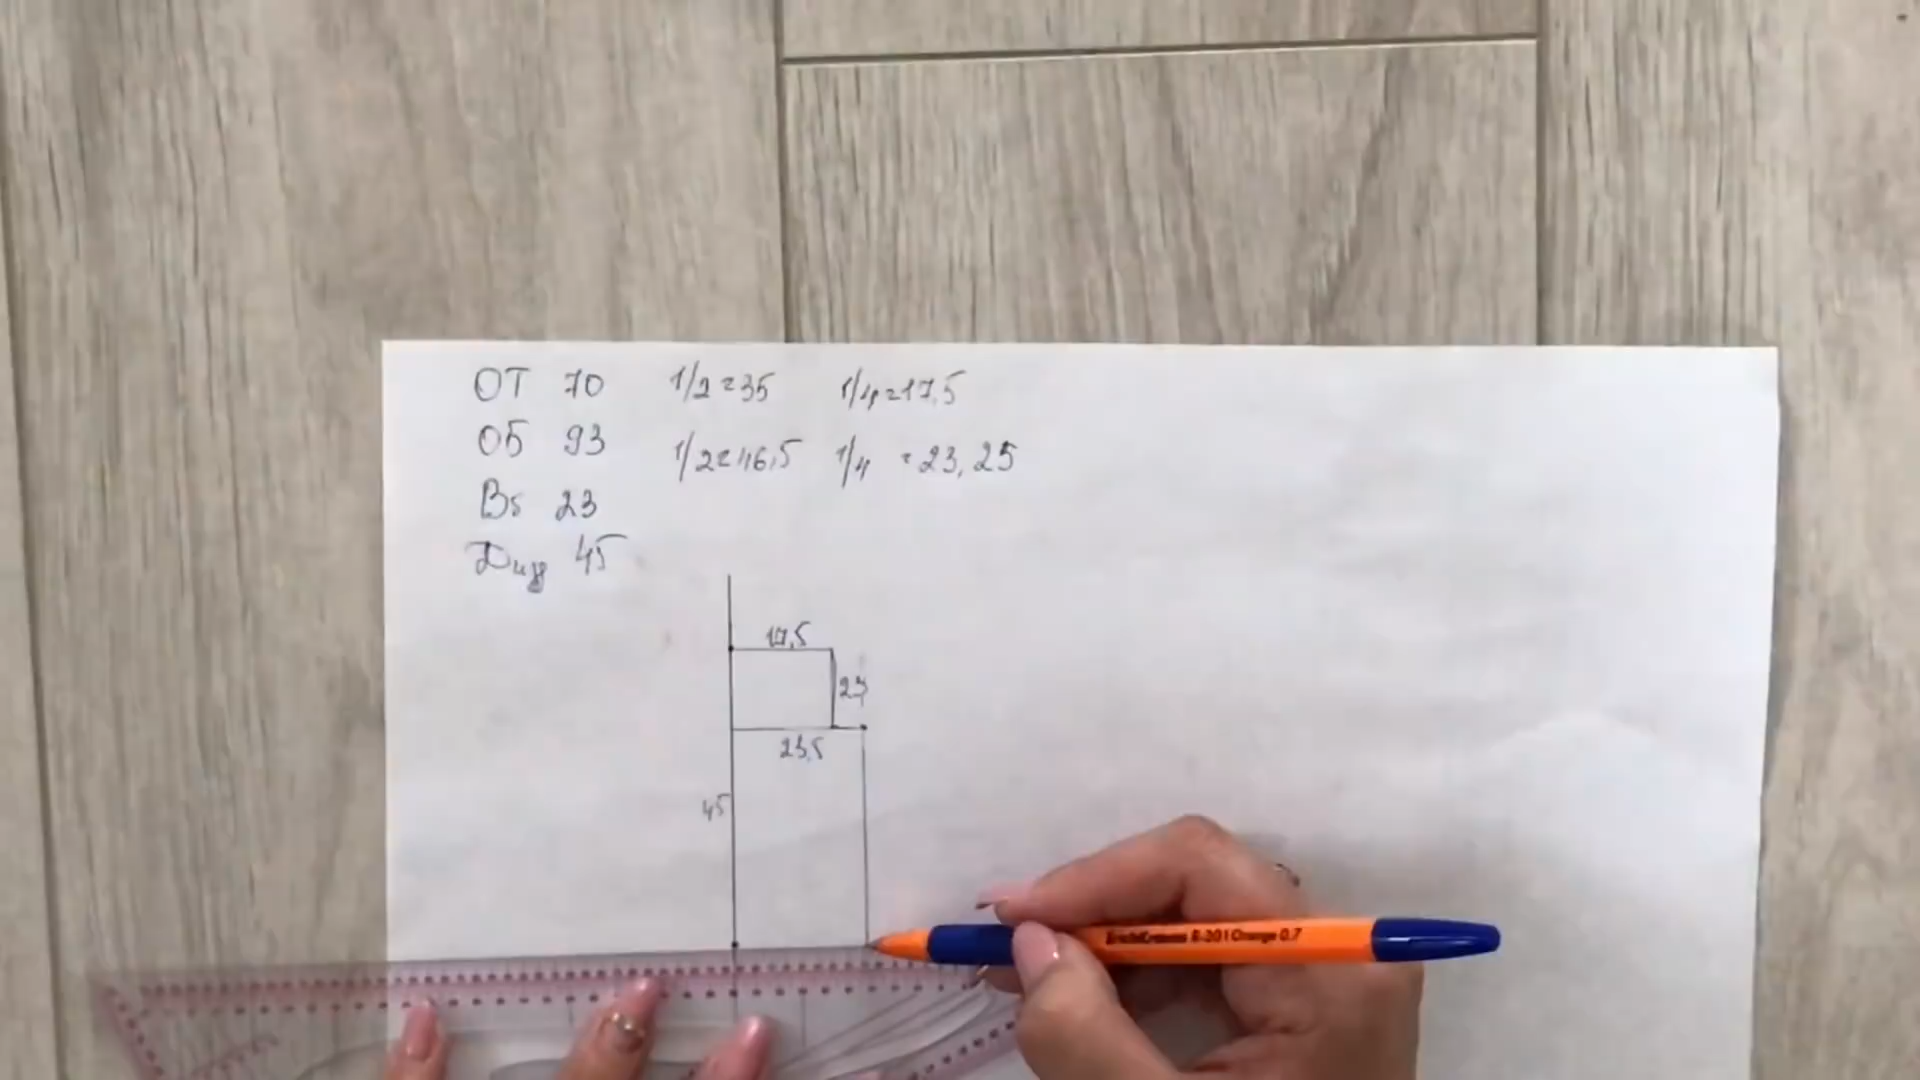 ОТ 70 1/2=35 1/4=17,5
ОБ 93 1/2=46,5 1/4 =23,25
Вб 23
Диз 45
17,5
23
23,5
45
ErichKrause R-301 Orange 0.7